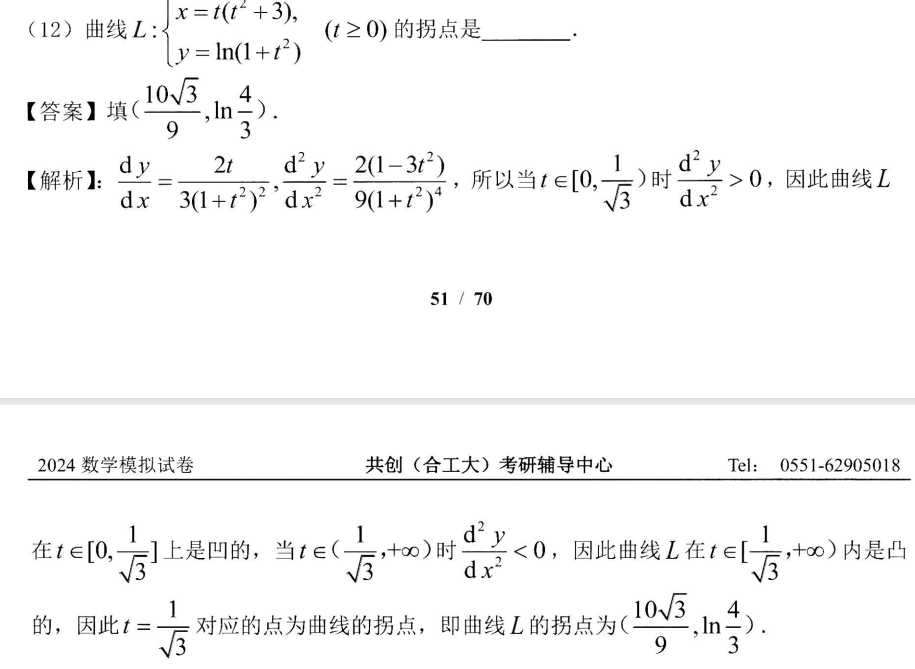 (12) 曲线 L : { x = t(t² + 3),
y = ln(1 + t²) (t ≥ 0) 的拐点是________.
【答案】填 (10√3/9, ln 4/3).
【解析】: dy/dx = 2t/3(1+t²)², d²y/dx² = 2(1−3t²)/9(1+t²)⁴, 所以当 t ∈ [0, 1/√3) 时 d²y/dx² > 0, 因此曲线 L
51 / 70
2024 数学模拟试卷 共创（合工大）考研辅导中心 Tel: 0551-62905018
在 t ∈ [0, 1/√3] 上是凹的，当 t ∈ (1/√3, +∞) 时 d²y/dx² < 0, 因此曲线 L 在 t ∈ [1/√3, +∞) 内是凸
的，因此 t = 1/√3 对应的点为曲线的拐点，即曲线 L 的拐点为 (10√3/9, ln 4/3).